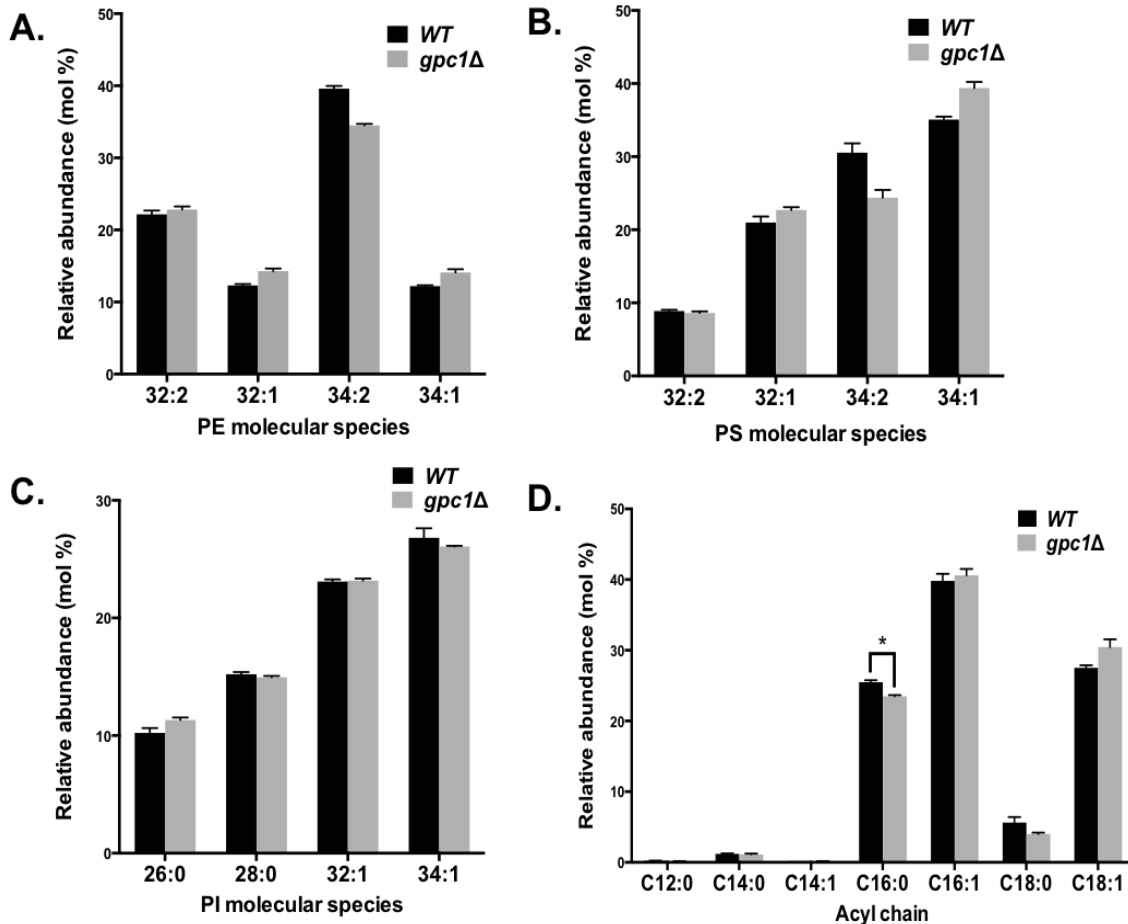 A.
WT
gpc1Δ
Relative abundance (mol %)
50
40
30
20
10
0
32:2 32:1 34:2 34:1
PE molecular species
B.
WT
gpc1Δ
Relative abundance (mol %)
50
40
30
20
10
0
32:2 32:1 34:2 34:1
PS molecular species
C.
WT
gpc1Δ
Relative abundance (mol %)
30
20
10
0
26:0 28:0 32:1 34:1
PI molecular species
D.
WT
gpc1Δ
Relative abundance (mol %)
50
40
30
20
10
0
*
C12:0 C14:0 C14:1 C16:0 C16:1 C18:0 C18:1
Acyl chain